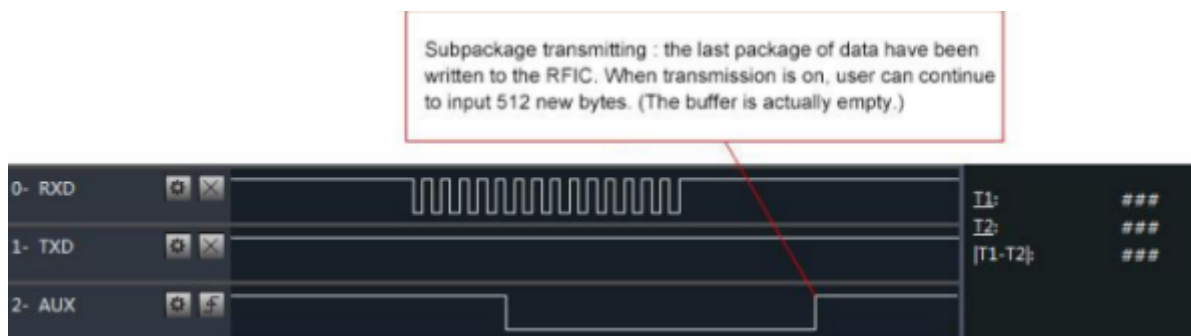 Subpackage transmitting : the last package of data have been
written to the RFIC. When transmission is on, user can continue
to input 512 new bytes. (The buffer is actually empty.)
0- RXD
T1: ###
T2: ###
1- TXD
|T1-T2|: ###
2- AUX